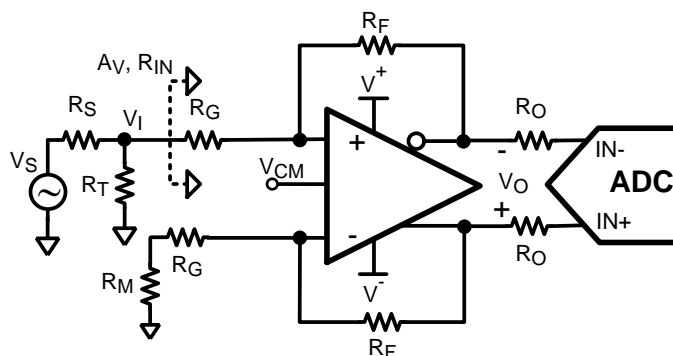 R_F
A_V, R_IN
V^+
R_S
V_I
R_G
R_O
V_S
+
-
IN-
R_T
V_CM
V_O
ADC
+
IN+
-
R_G
R_O
R_M
V^-
R_F